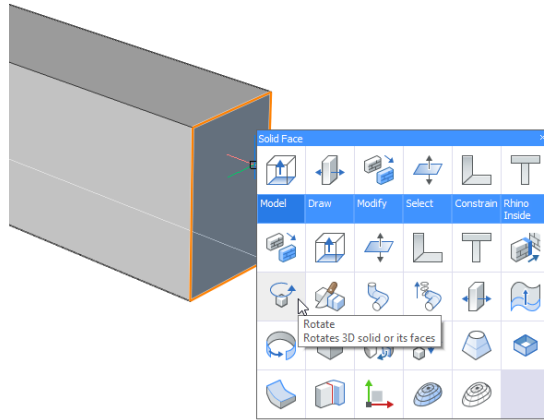 Solid Face
Model Draw Modify Select Constrain Rhino
Inside
Rotate
Rotates 3D solid or its faces